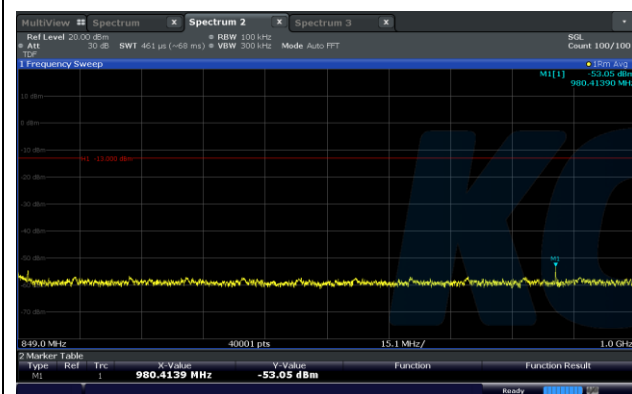 MultiView Spectrum x Spectrum 2 x Spectrum 3 x
Ref Level 20.00 dBm RBW 100 kHz SGL
Att 30 dB SWT 461 µs (~68 ms) VBW 300 kHz Mode Auto FFT Count 100/100
TDF
1 Frequency Sweep 1Rm Avg
M1[1] -53.05 dBm
980.41390 MHz
10 dBm
0 dBm
-10 dBm
M1 -13.000 dBm
-20 dBm
-30 dBm
-40 dBm
-50 dBm
M1
-70 dBm
849.0 MHz 40001 pts 15.1 MHz/ 1.0 GHz
2 Marker Table
Type Ref Trc X-Value Y-Value Function Function Result
M1 1 980.4139 MHz -53.05 dBm
Ready